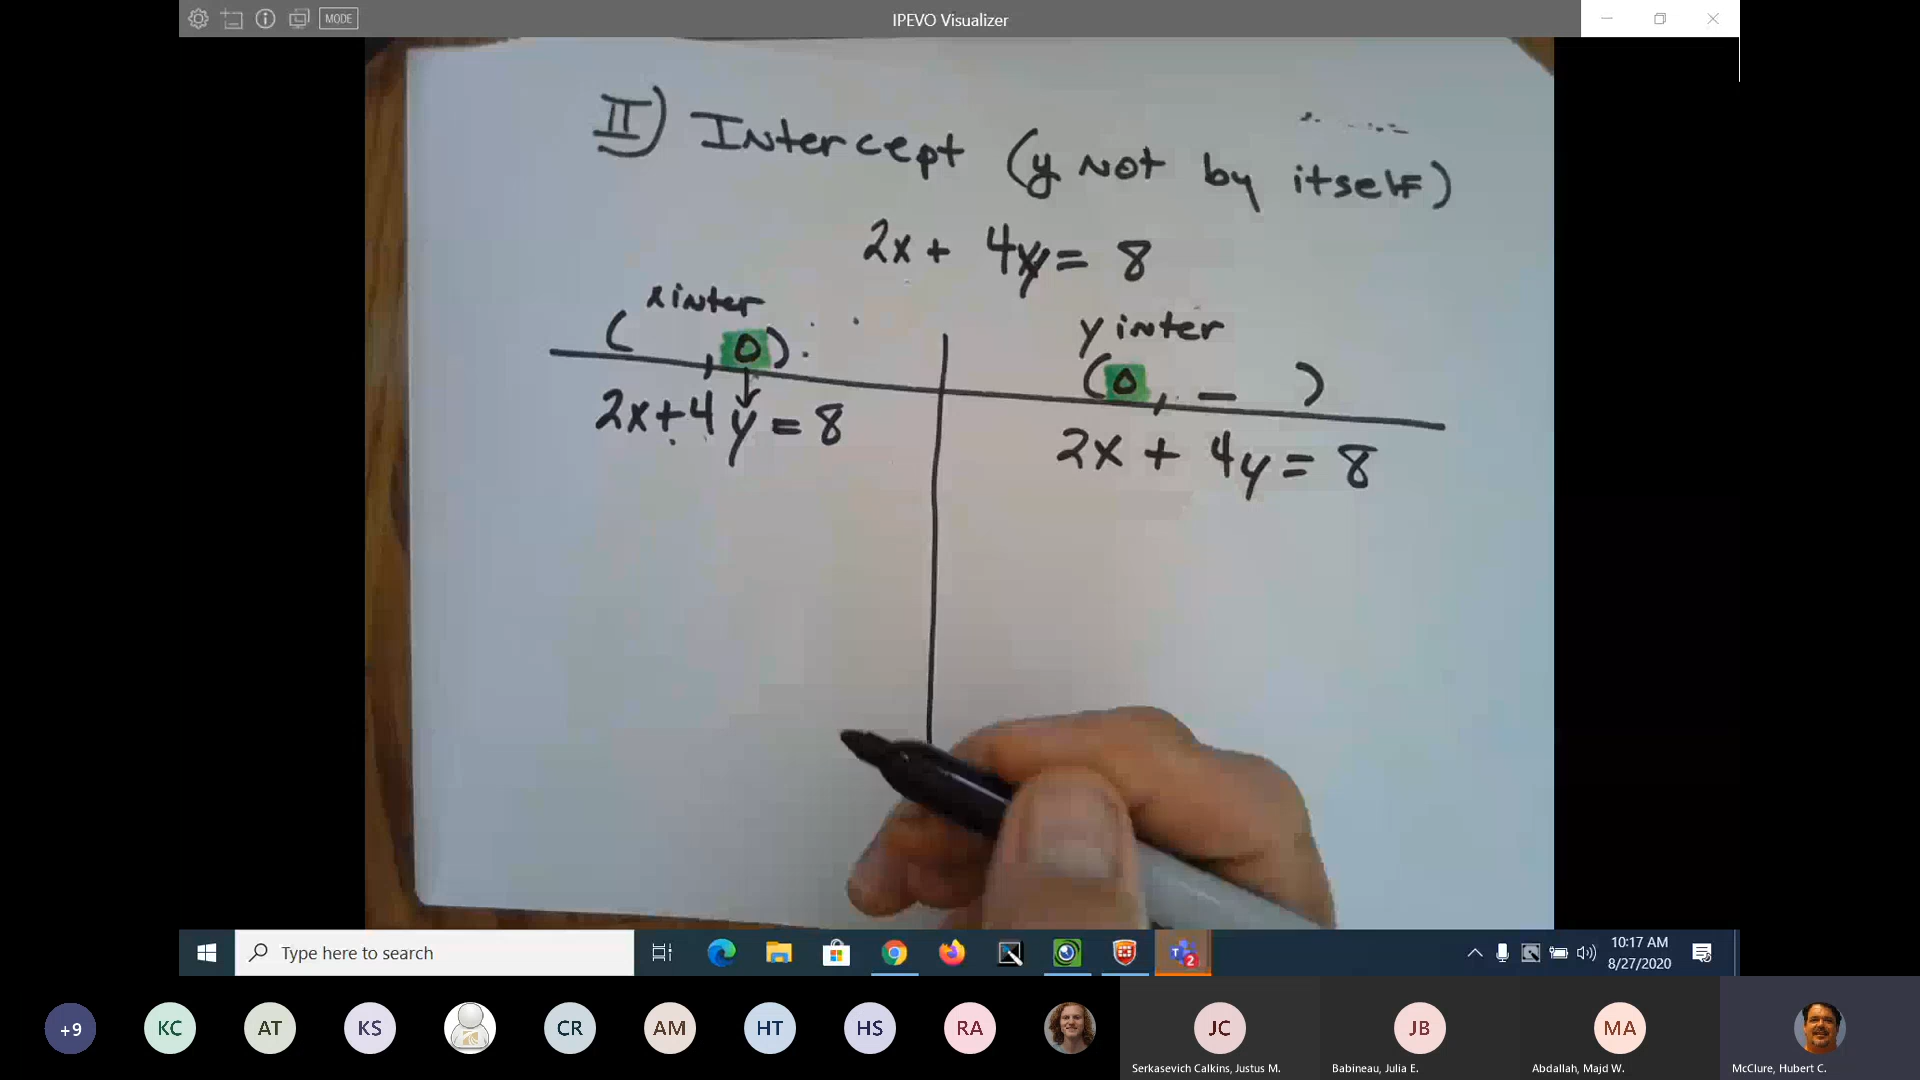 MODE
IPEVO Visualizer
II) Intercept (y not by itself)
2x + 4y = 8
x inter
( , 0)
y inter
(0, _ )
2x+4y = 8
2x + 4y = 8
Type here to search
2
10:17 AM
8/27/2020
+9
KC
AT
KS
CR
AM
HT
HS
RA
JC
JB
MA
Serkasevich Calkins, Justus M.
Babineau, Julia E.
Abdallah, Majd W.
McClure, Hubert C.